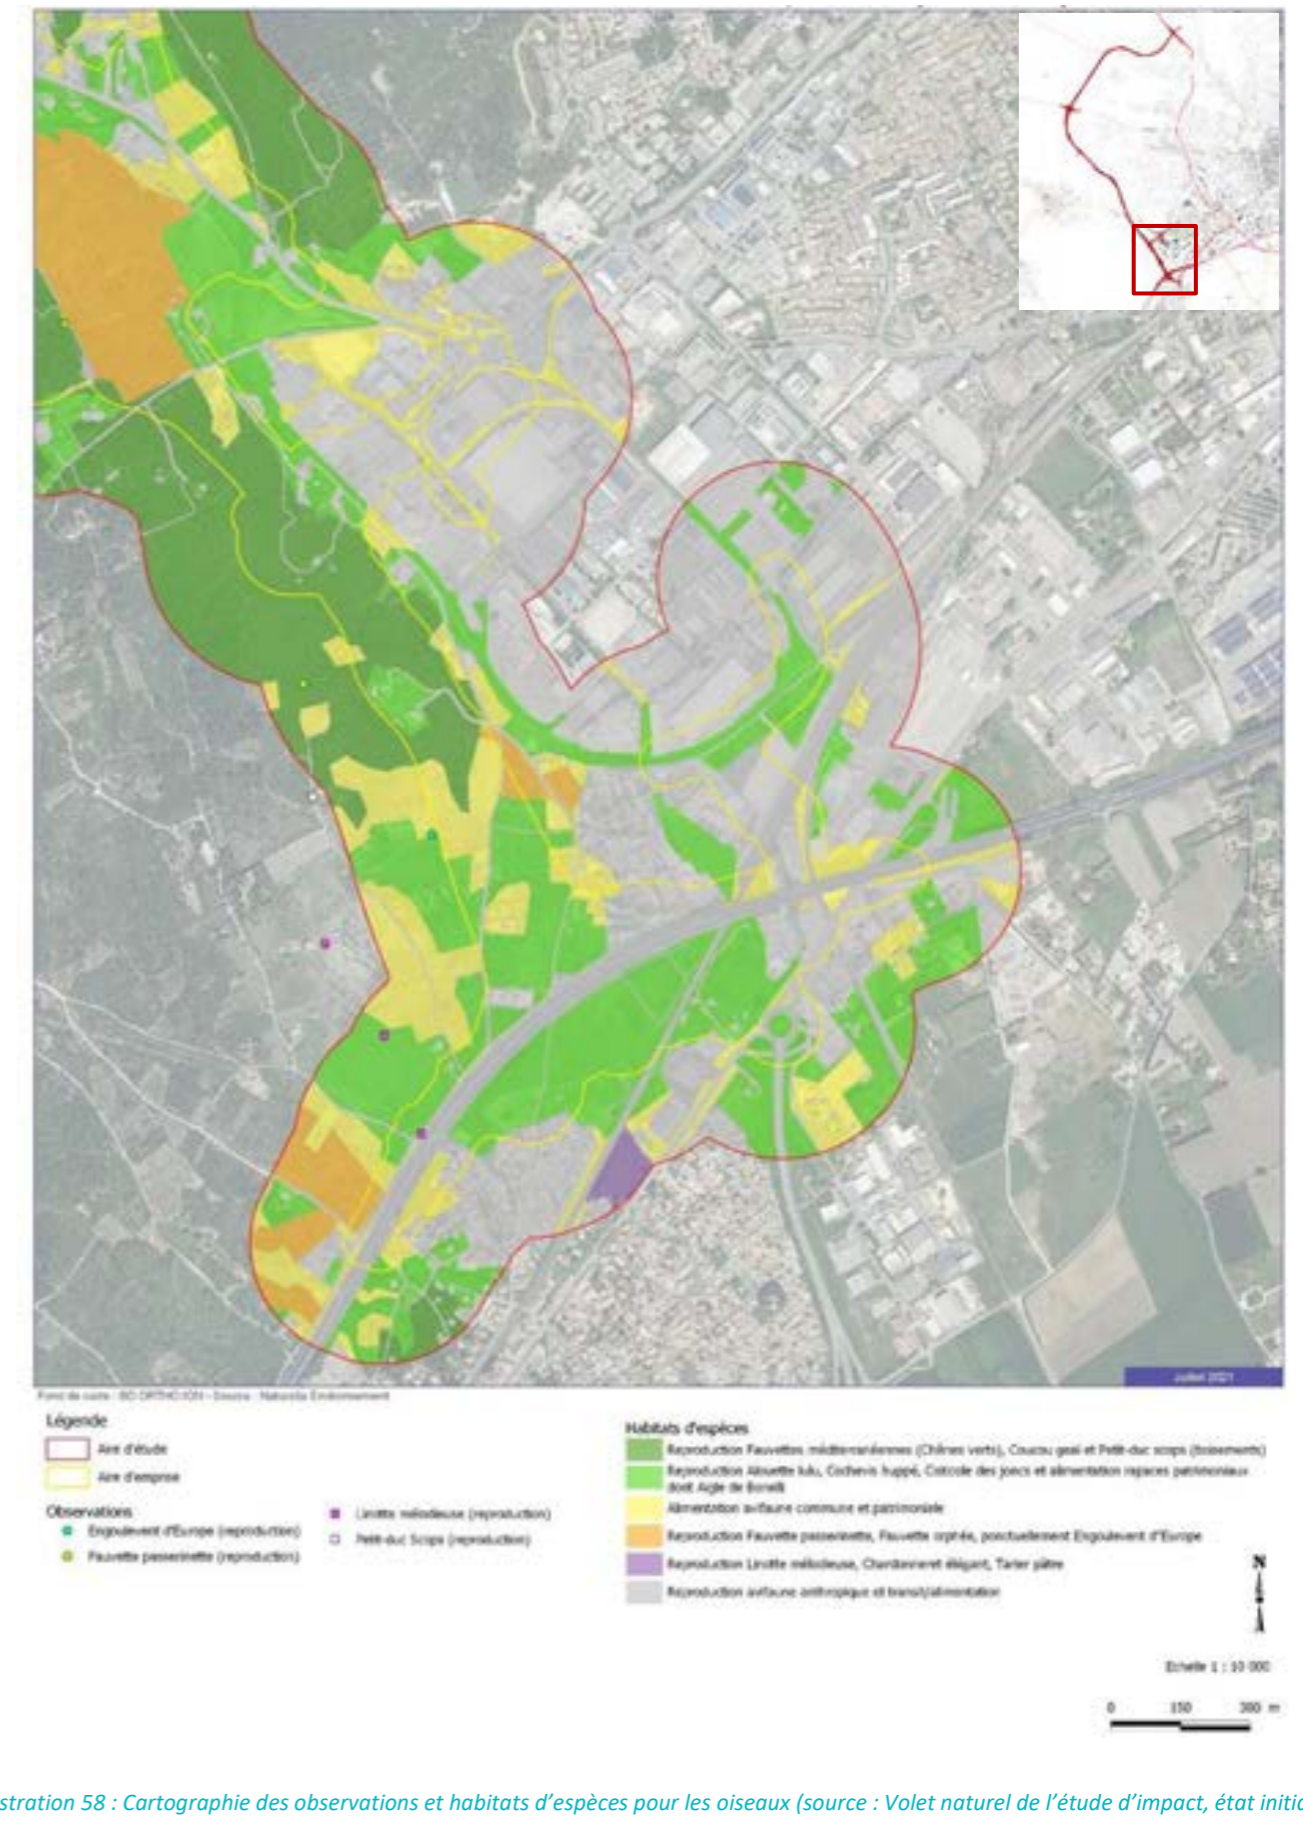 Juillet 2021
Fond de carte : BD ORTHO IGN - Source : Naturalia Environnement
Légende
Aire d'étude
Aire d'emprise
Observations
Engoulevent d'Europe (reproduction)
Fauvette passerinette (reproduction)
Linotte mélodieuse (reproduction)
Petit-duc Scops (reproduction)
Habitats d'espèces
Reproduction Fauvettes méditerranéennes (Chênes verts), Coucou geai et Petit-duc scops (boisements)
Reproduction Alouette lulu, Cochevis huppé, Cisticole des joncs et alimentation rapaces patrimoniaux
dont Aigle de Bonelli
Alimentation avifaune commune et patrimoniale
Reproduction Fauvette passerinette, Fauvette orphée, ponctuellement Engoulevent d'Europe
Reproduction Linotte mélodieuse, Chardonneret élégant, Tarier pâtre
Reproduction avifaune anthropique et transit/alimentation
N
Echelle 1 : 10 000
0 150 300 m
stration 58 : Cartographie des observations et habitats d'espèces pour les oiseaux (source : Volet naturel de l'étude d'impact, état initia